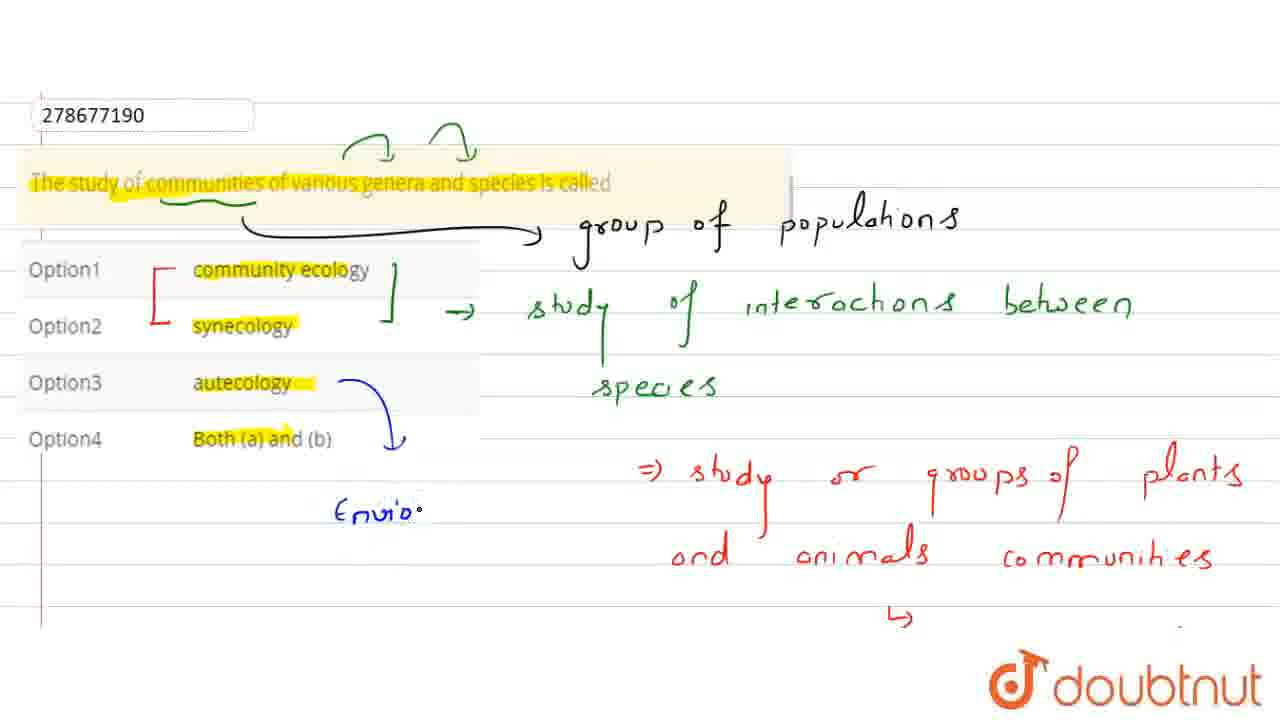 278677190
The study of communities of various genera and species is called
group of populations
Option1 community ecology
Option2 synecology
→ study of interactions between
species
Option3 autecology
Option4 Both (a) and (b)
⇒ study or groups of plants
and animals communities
Enviro
doubtnut